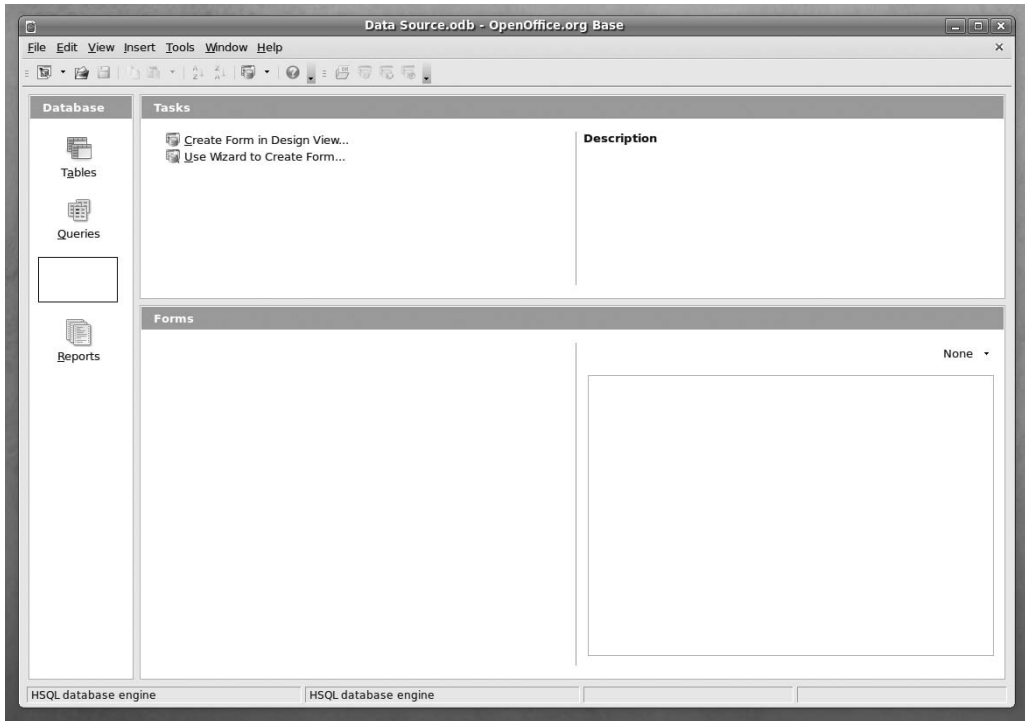 Data Source.odb - OpenOffice.org Base
File Edit View Insert Tools Window Help
Database
Tables
Queries
Reports
Tasks
Create Form in Design View...
Use Wizard to Create Form...
Description
Forms
None
HSQL database engine
HSQL database engine